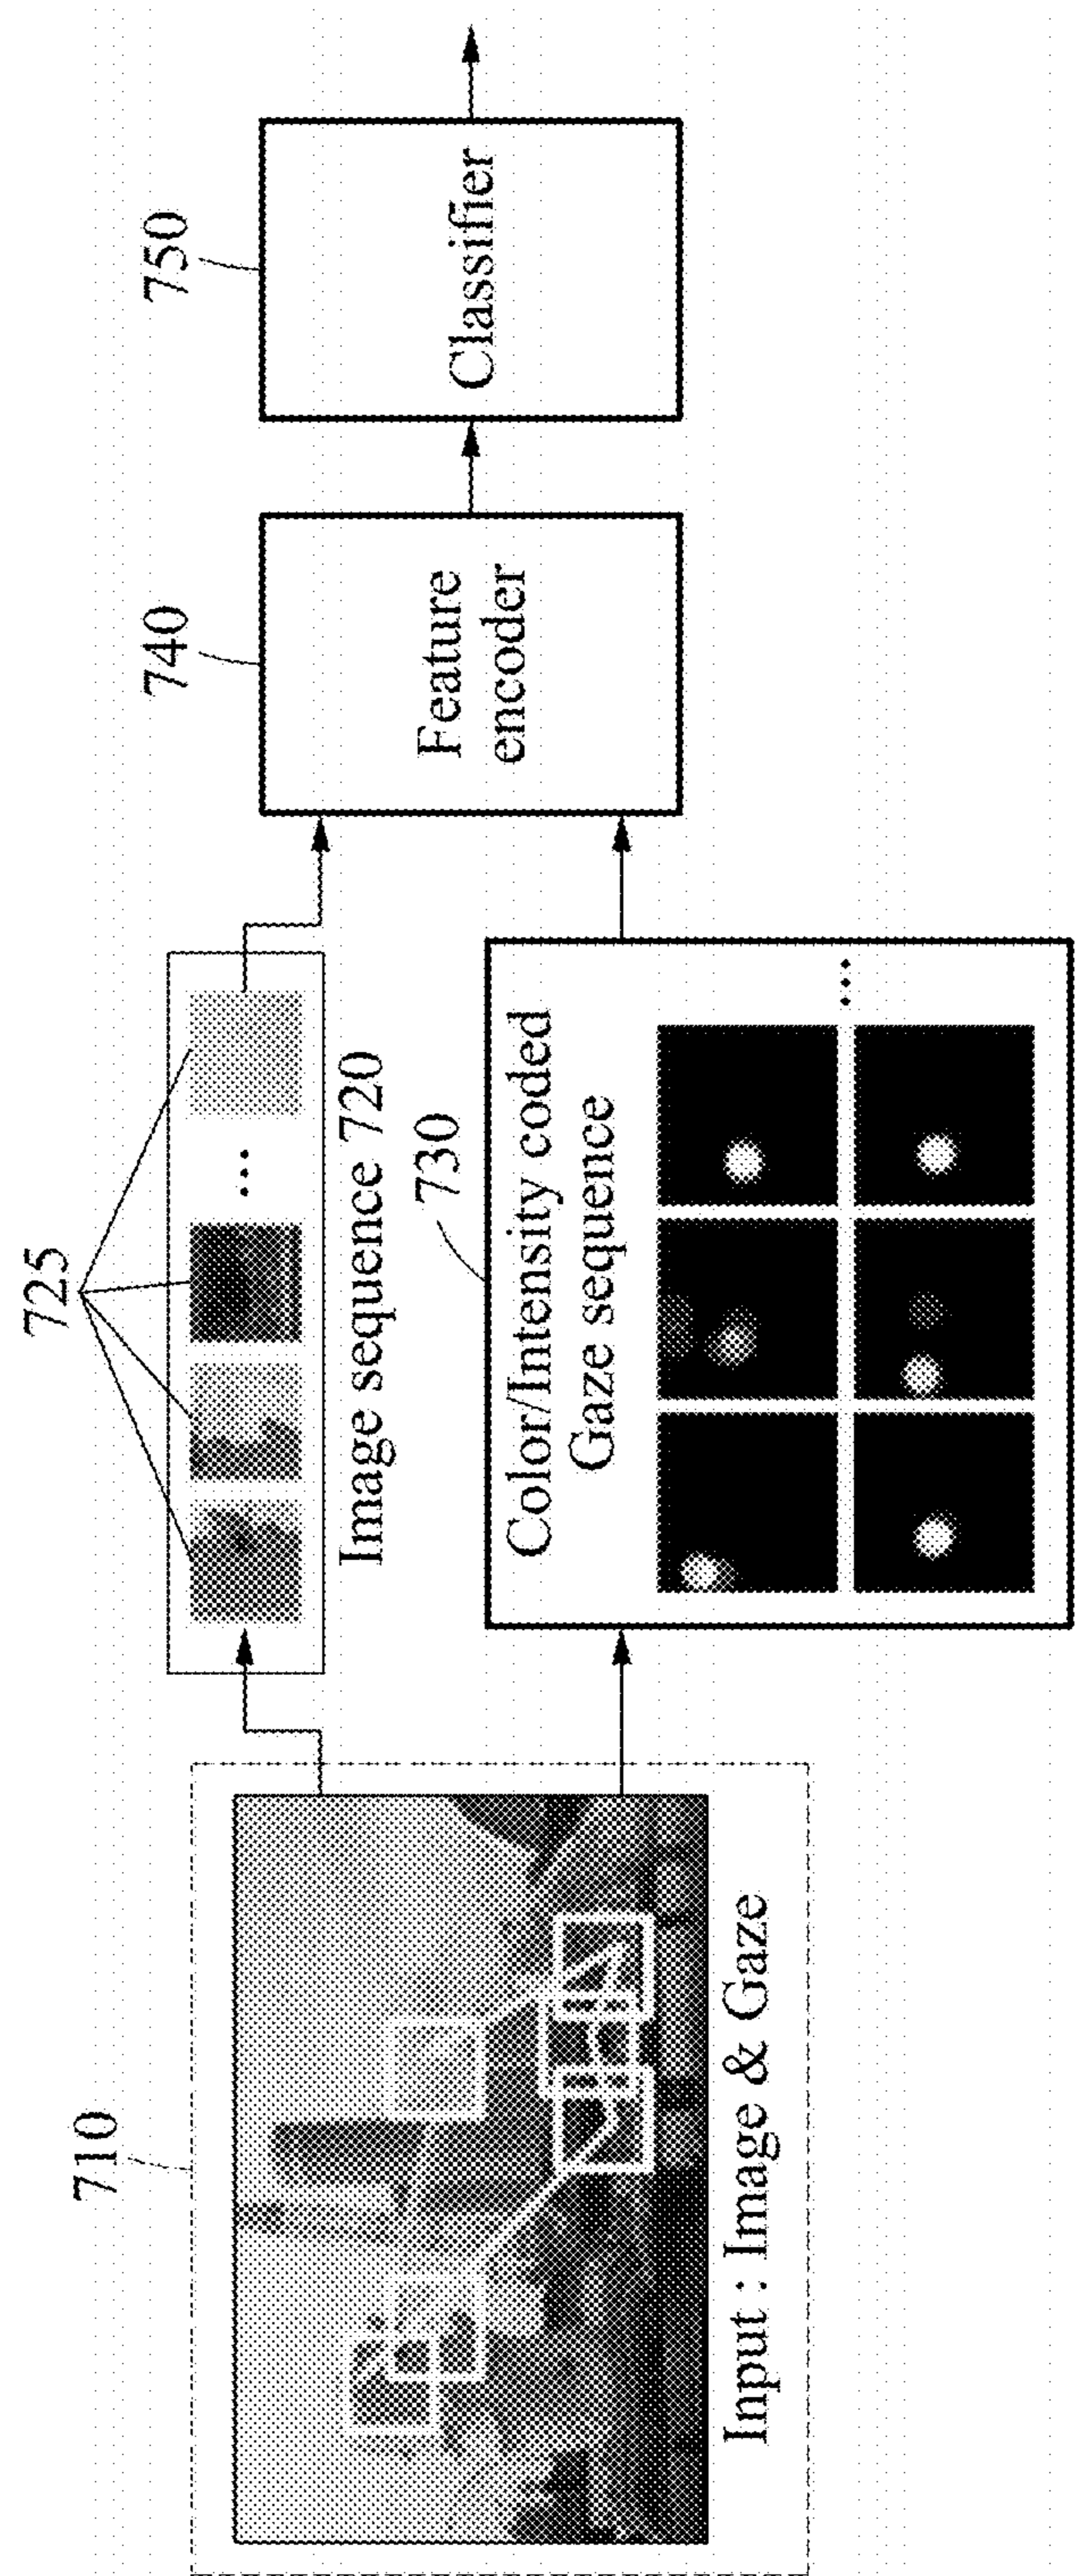 710
Input : Image & Gaze
725
Image sequence 720
730
Color/Intensity coded
Gaze sequence
...
...
740
Feature
encoder
750
Classifier